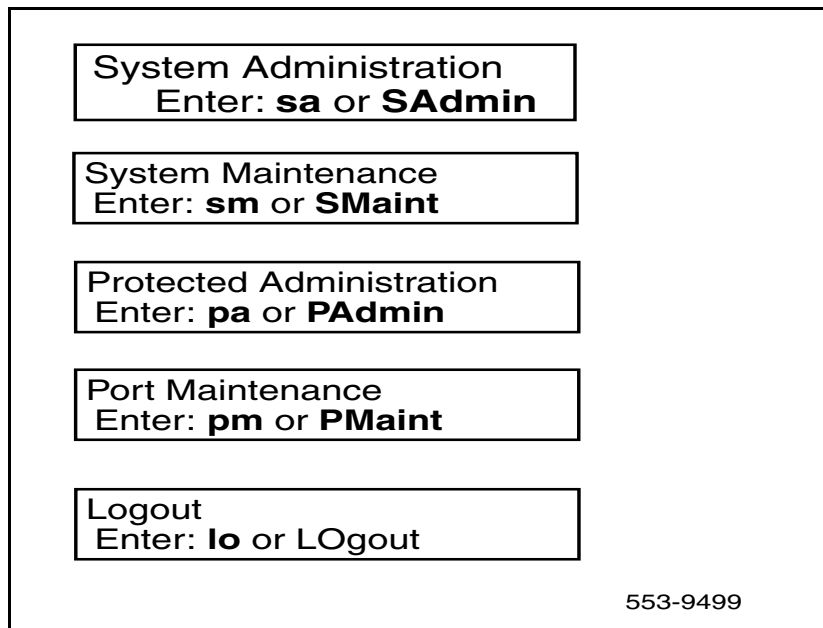 System Administration
Enter: sa or SAdmin
System Maintenance
Enter: sm or SMaint
Protected Administration
Enter: pa or PAdmin
Port Maintenance
Enter: pm or PMaint
Logout
Enter: lo or LOgout
553-9499